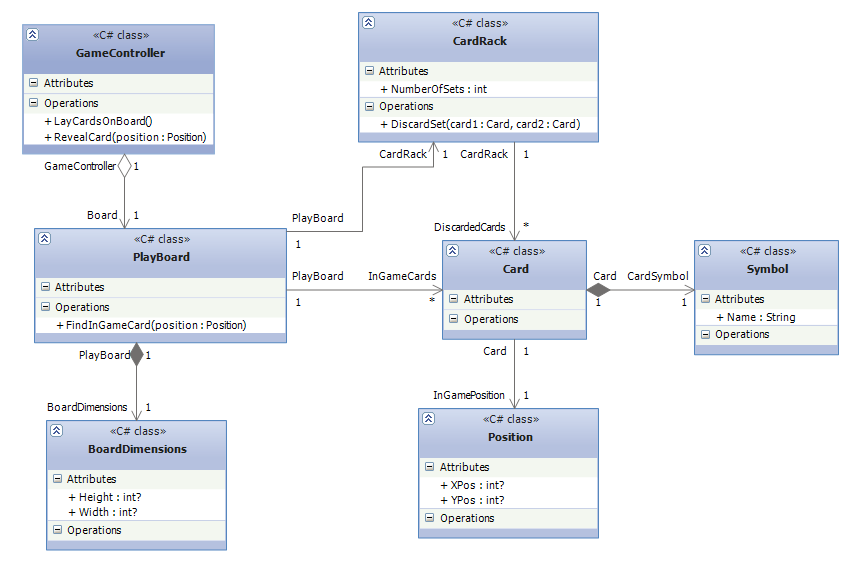 «C# class»
GameController
Attributes
Operations
+ LayCardsOnBoard()
+ RevealCard(position : Position)
GameController 1
Board 1
«C# class»
CardRack
Attributes
+ NumberOfSets : int
Operations
+ DiscardSet(card1 : Card, card2 : Card)
CardRack 1
CardRack 1
PlayBoard
1
DiscardedCards *
«C# class»
PlayBoard
Attributes
Operations
+ FindInGameCard(position : Position)
PlayBoard InGameCards
1 *
«C# class»
Card
Attributes
Operations
Card CardSymbol
1 1
«C# class»
Symbol
Attributes
+ Name : String
Operations
PlayBoard 1
BoardDimensions 1
Card 1
InGamePosition 1
«C# class»
BoardDimensions
Attributes
+ Height : int?
+ Width : int?
Operations
«C# class»
Position
Attributes
+ XPos : int?
+ YPos : int?
Operations